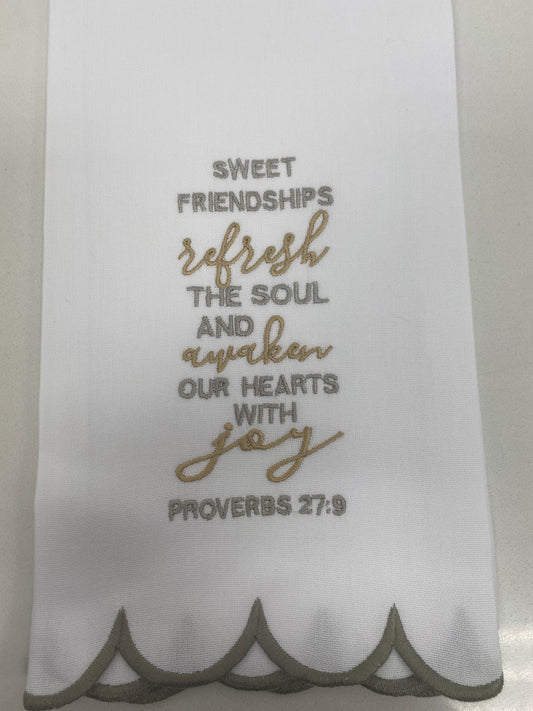 SWEET
FRIENDSHIPS
refresh
THE SOUL
AND
awaken
OUR HEARTS
WITH
joy
PROVERBS 27:9